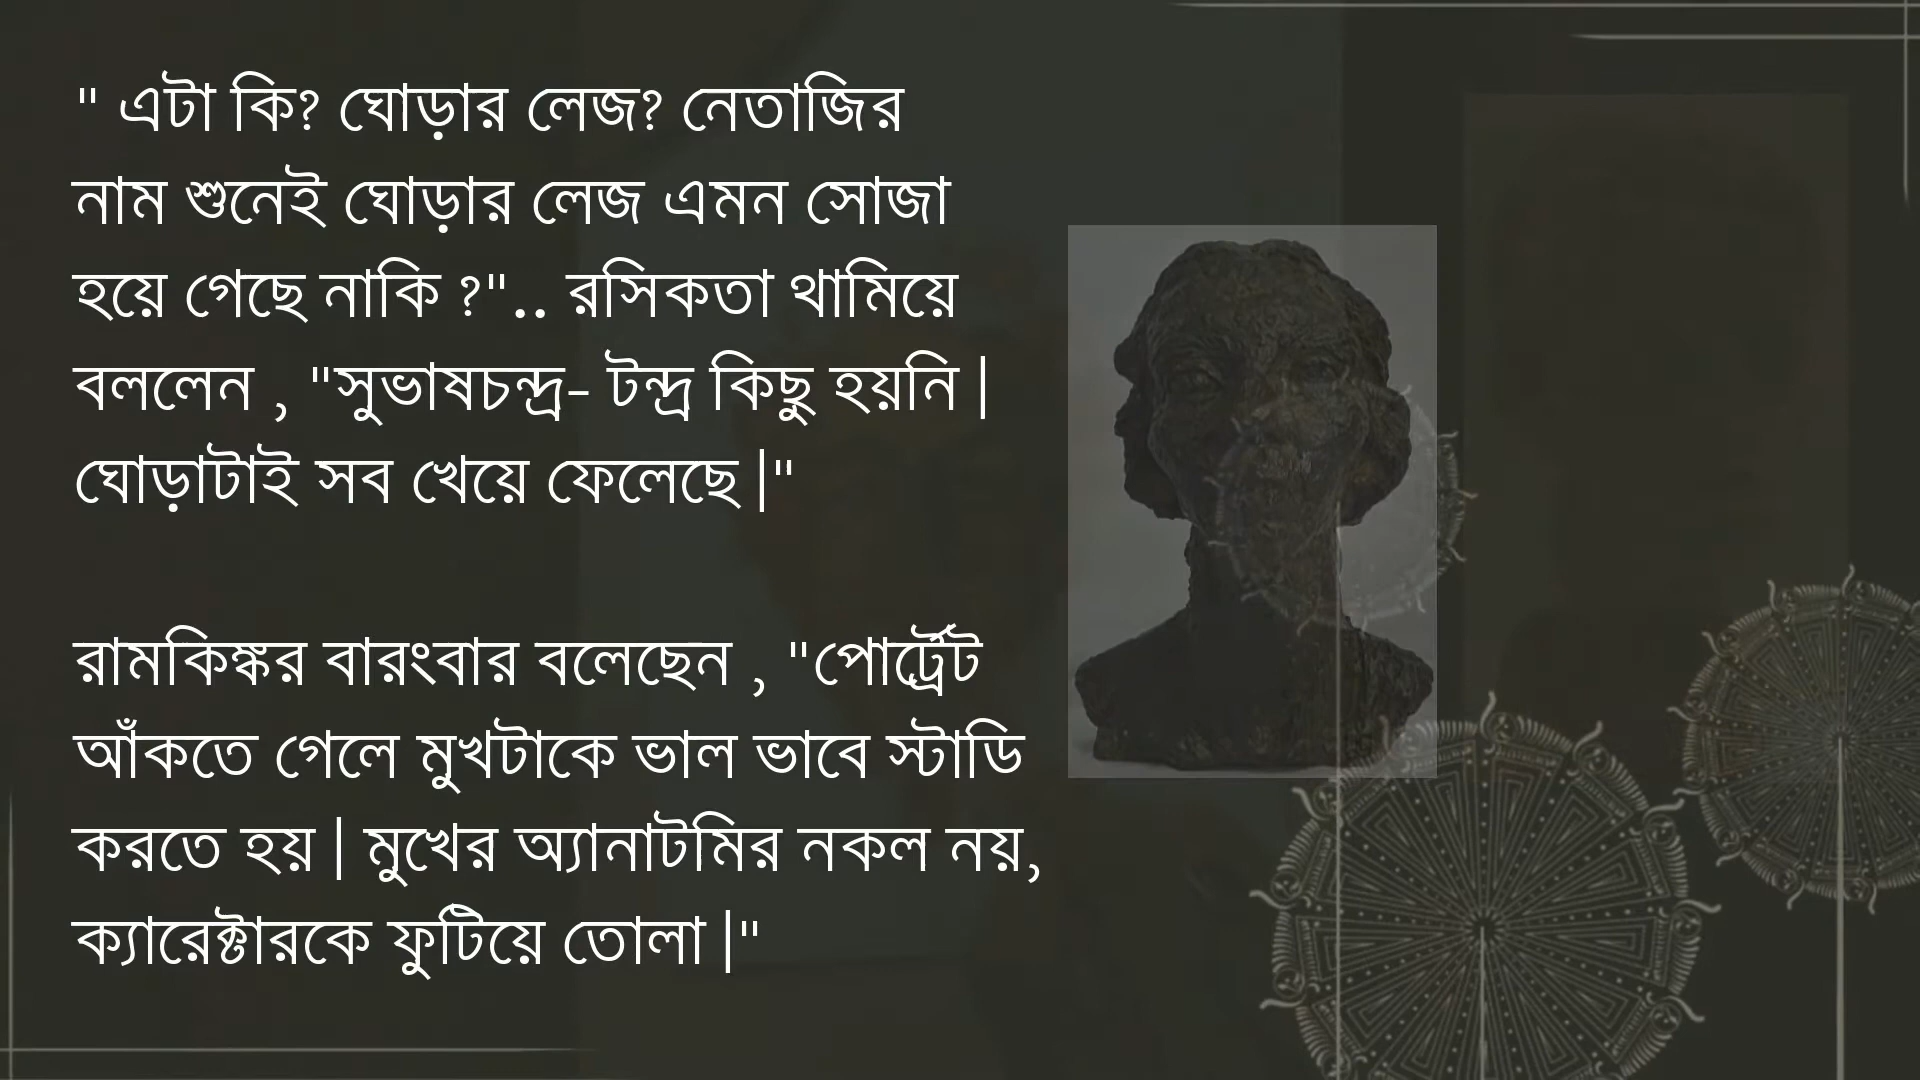 " এটা কি? ঘোড়ার লেজ? নেতাজির
নাম শুনেই ঘোড়ার লেজ এমন সোজা
হয়ে গেছে নাকি ?".. রসিকতা থামিয়ে
বললেন , "সুভাষচন্দ্র- টন্দ্র কিছু হয়নি |
ঘোড়াটাই সব খেয়ে ফেলেছে |"
রামকিঙ্কর বারংবার বলেছেন , "পোর্ট্রেট
আঁকতে গেলে মুখটাকে ভাল ভাবে স্টাডি
করতে হয় | মুখের অ্যানাটমির নকল নয়,
ক্যারেক্টারকে ফুটিয়ে তোলা |"